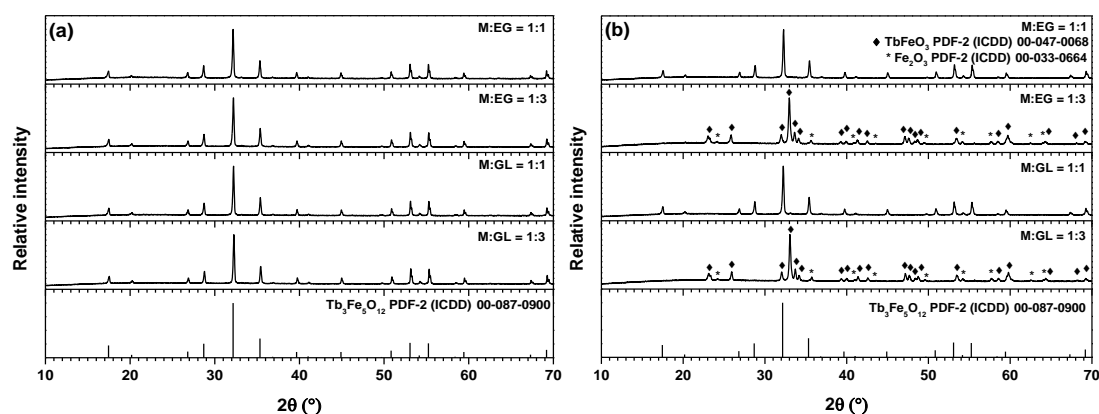 (a)
M:EG = 1:1
M:EG = 1:3
M:GL = 1:1
M:GL = 1:3
Tb₃Fe₅O₁₂ PDF-2 (ICDD) 00-087-0900
Relative intensity
10 20 30 40 50 60 70
2θ (°)
(b)
M:EG = 1:1
♦ TbFeO₃ PDF-2 (ICDD) 00-047-0068
* Fe₂O₃ PDF-2 (ICDD) 00-033-0664
M:EG = 1:3
M:GL = 1:1
M:GL = 1:3
Tb₃Fe₅O₁₂ PDF-2 (ICDD) 00-087-0900
Relative intensity
10 20 30 40 50 60 70
2θ (°)